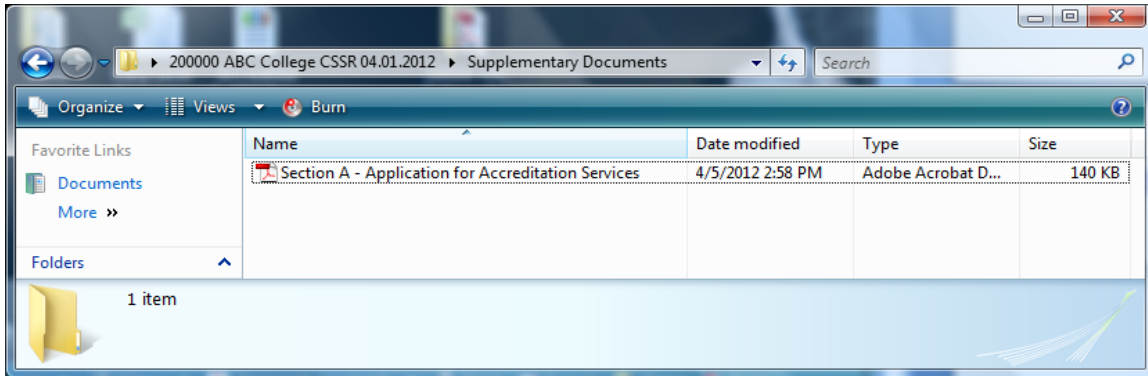 200000 ABC College CSSR 04.01.2012 Supplementary Documents Search
Organize Views Burn
Favorite Links
Documents
More »
Folders
Name Date modified Type Size
Section A - Application for Accreditation Services 4/5/2012 2:58 PM Adobe Acrobat D... 140 KB
1 item